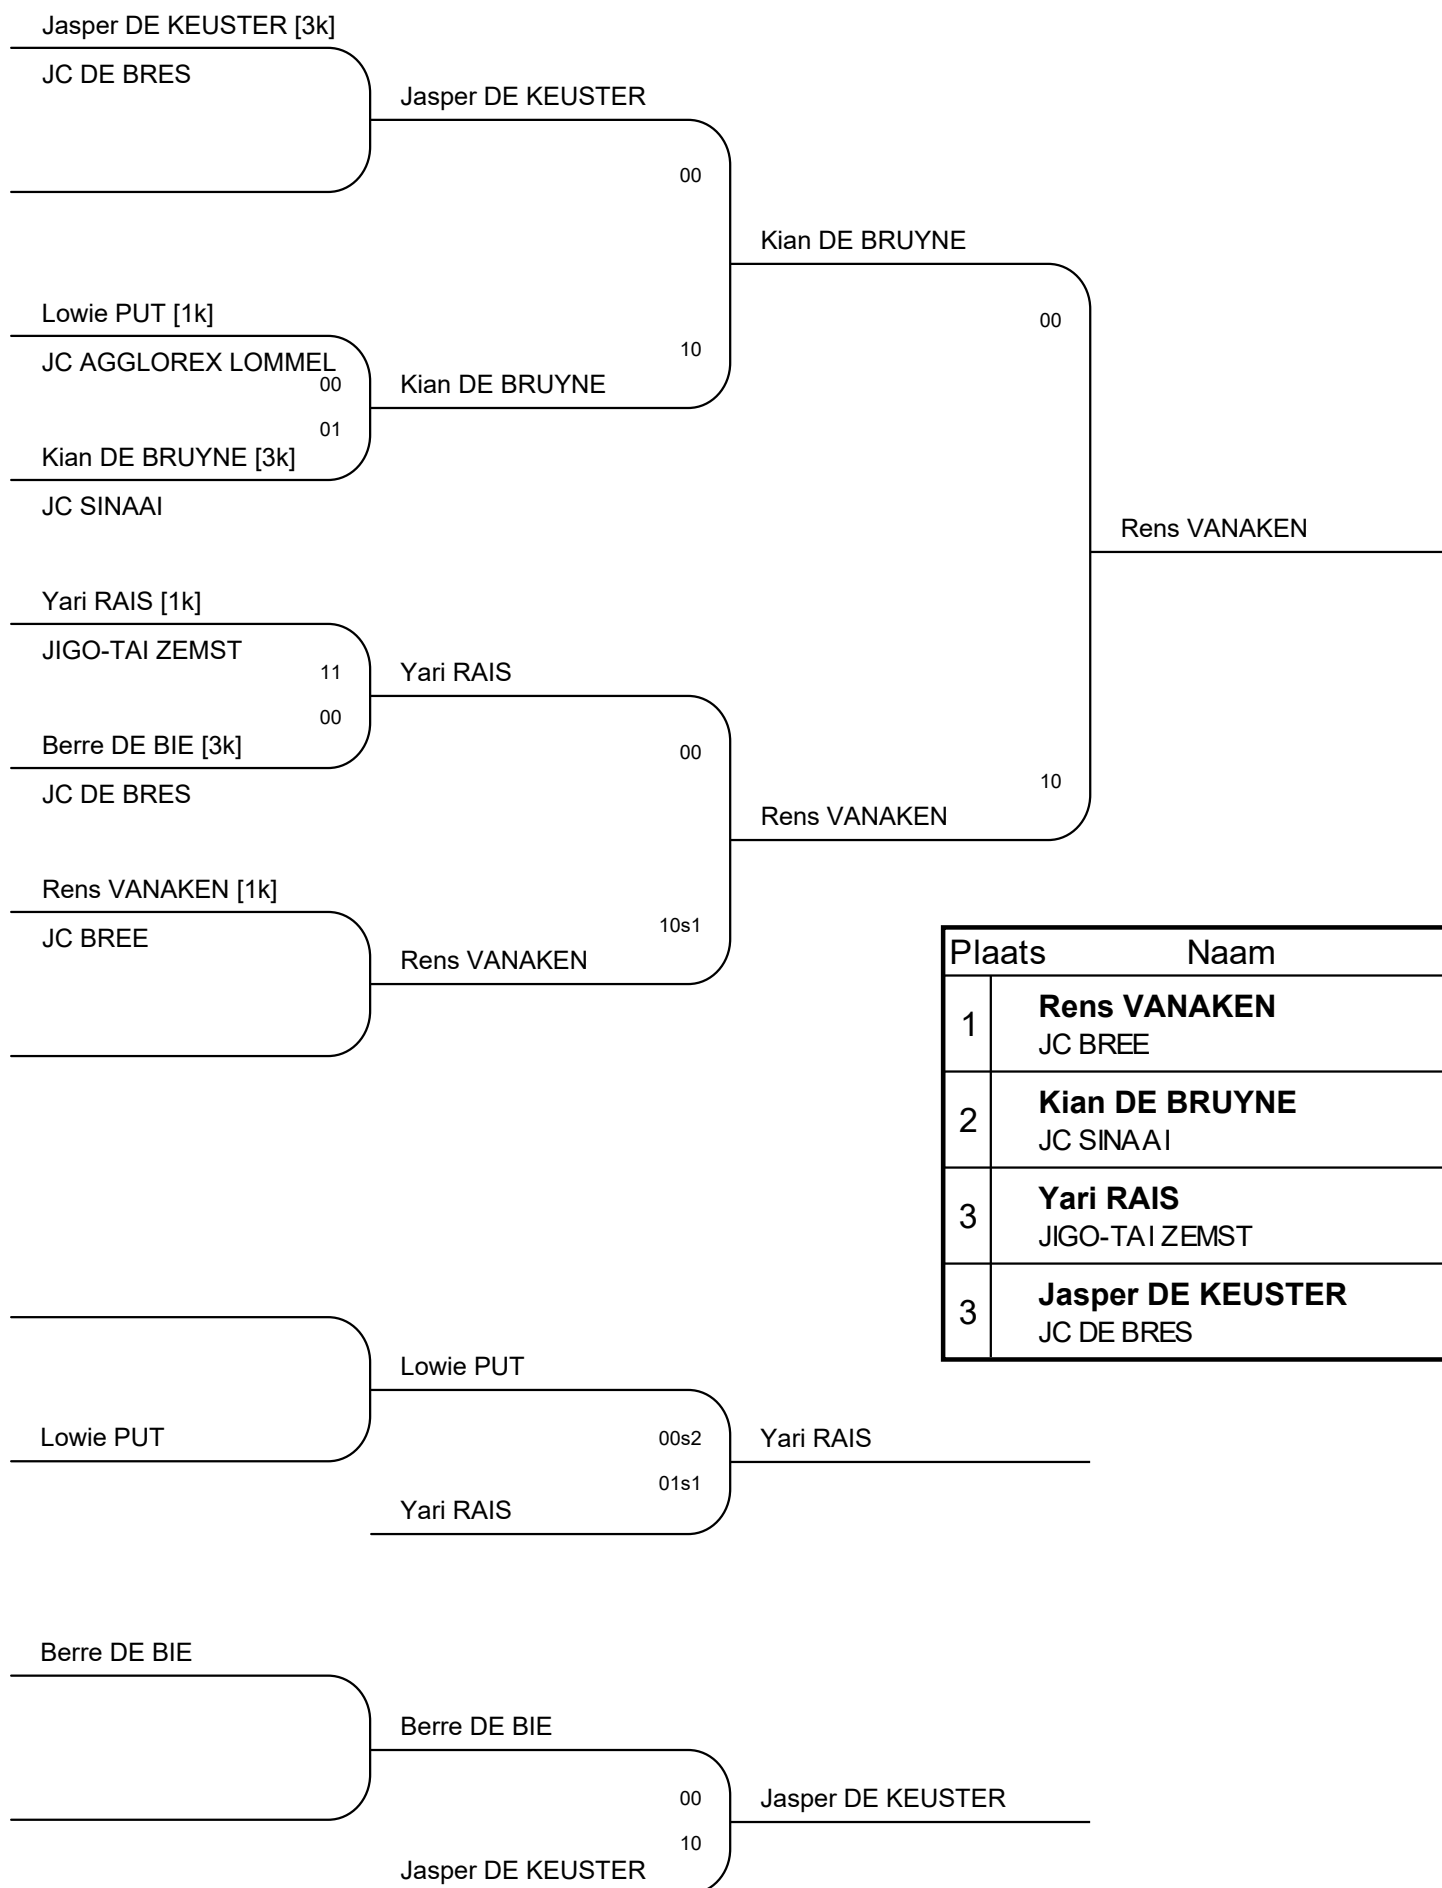 Jasper DE KEUSTER [3k]
JC DE BRES
Jasper DE KEUSTER
00
Kian DE BRUYNE
Lowie PUT [1k]
00
10
JC AGGLOREX LOMMEL
00
Kian DE BRUYNE
01
Kian DE BRUYNE [3k]
JC SINAAI
Rens VANAKEN
Yari RAIS [1k]
JIGO-TAI ZEMST
11
Yari RAIS
00
Berre DE BIE [3k]
00
10
JC DE BRES
Rens VANAKEN
Rens VANAKEN [1k]
JC BREE
10s1
Rens VANAKEN
Plaats Naam
1 Rens VANAKEN
JC BREE
2 Kian DE BRUYNE
JC SINAAI
3 Yari RAIS
JIGO-TAI ZEMST
3 Jasper DE KEUSTER
JC DE BRES
Lowie PUT
Lowie PUT
00s2
Yari RAIS
01s1
Yari RAIS
Berre DE BIE
Berre DE BIE
00
Jasper DE KEUSTER
10
Jasper DE KEUSTER